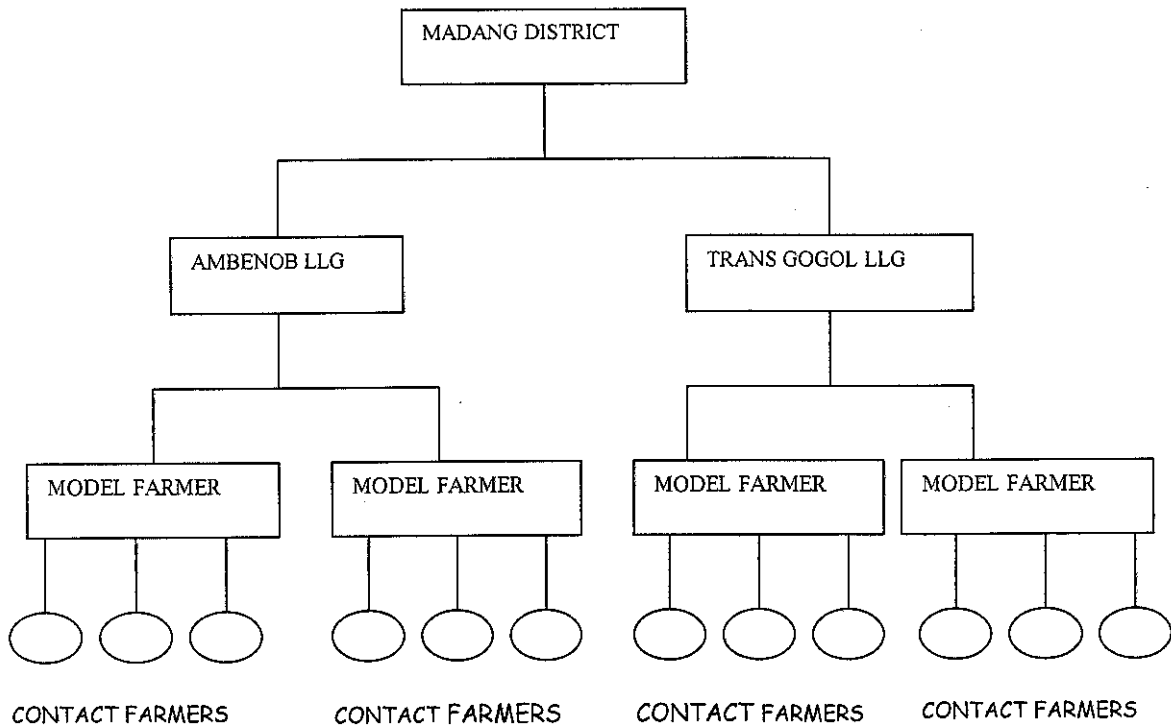 MADANG DISTRICT
AMBENOB LLG
TRANS GOGOL LLG
MODEL FARMER
MODEL FARMER
MODEL FARMER
MODEL FARMER
CONTACT FARMERS
CONTACT FARMERS
CONTACT FARMERS
CONTACT FARMERS